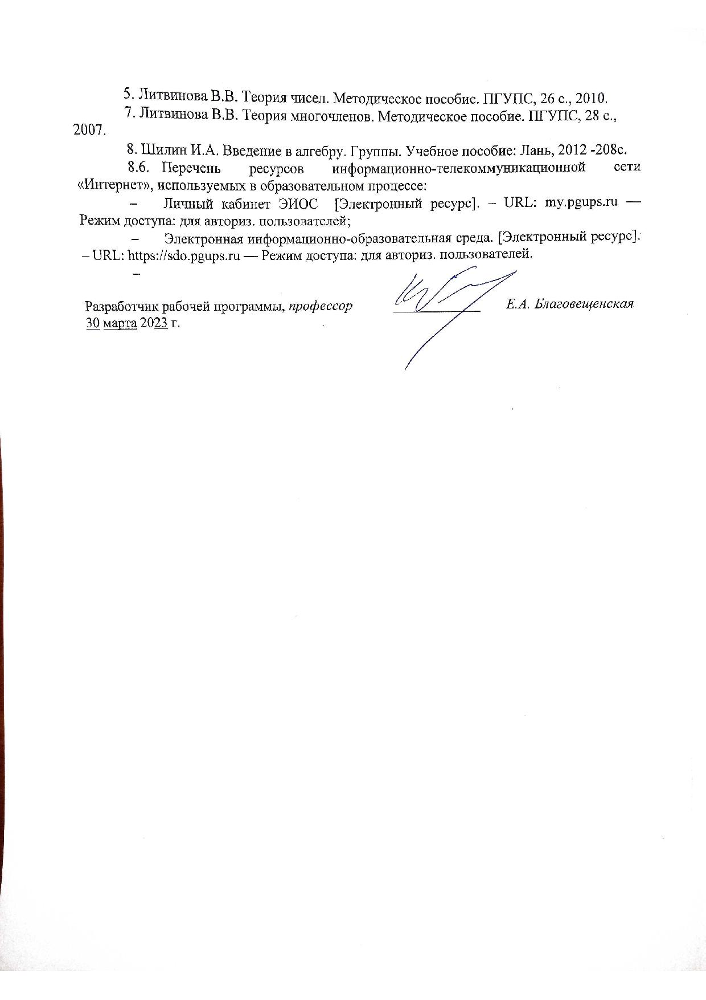 5. Литвинова В.В. Теория чисел. Методическое пособие. ПГУПС, 26 с., 2010.
7. Литвинова В.В. Теория многочленов. Методическое пособие. ПГУПС, 28 с.,
2007.
8. Шилин И.А. Введение в алгебру. Группы. Учебное пособие: Лань, 2012 -208с.
8.6. Перечень ресурсов информационно-телекоммуникационной сети
«Интернет», используемых в образовательном процессе:
– Личный кабинет ЭИОС [Электронный ресурс]. – URL: my.pgups.ru —
Режим доступа: для авториз. пользователей;
– Электронная информационно-образовательная среда. [Электронный ресурс].
– URL: https://sdo.pgups.ru — Режим доступа: для авториз. пользователей.
–
Разработчик рабочей программы, профессор Е.А. Благовещенская
30 марта 2023 г.